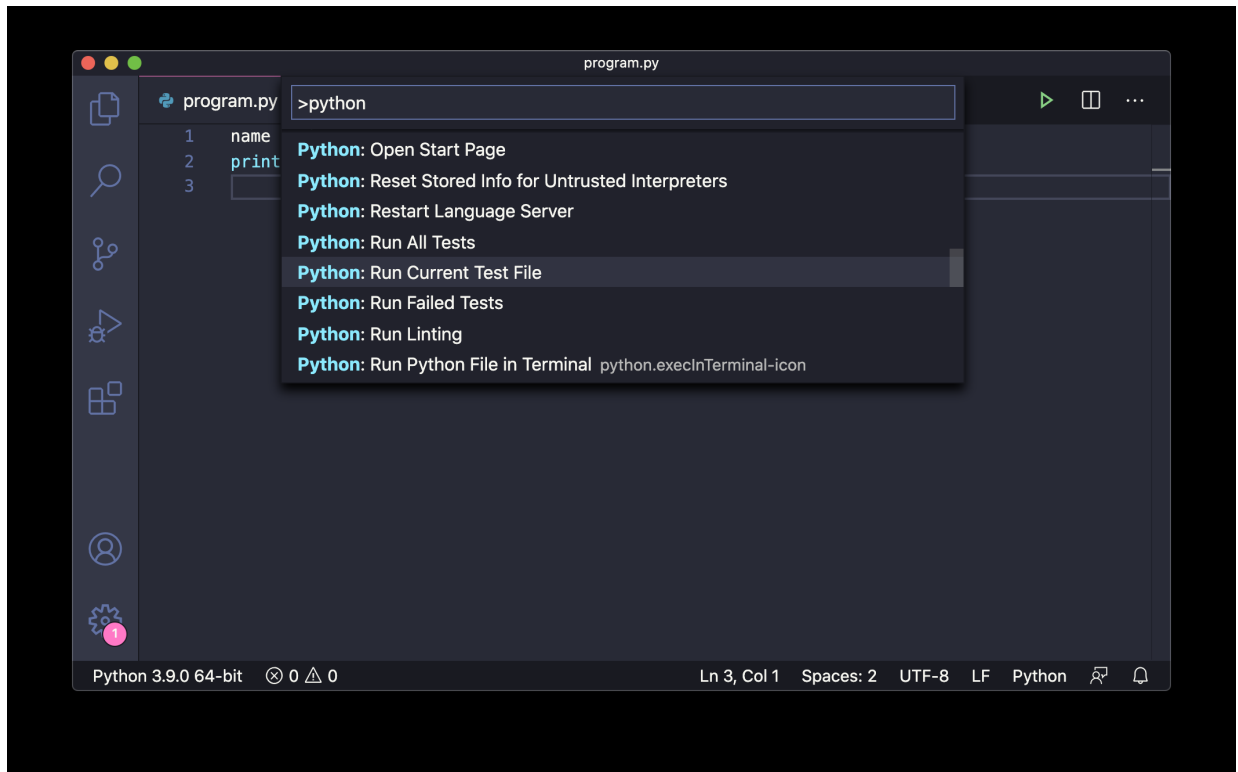 program.py
program.py
>python
1 name
2 print
3
Python: Open Start Page
Python: Reset Stored Info for Untrusted Interpreters
Python: Restart Language Server
Python: Run All Tests
Python: Run Current Test File
Python: Run Failed Tests
Python: Run Linting
Python: Run Python File in Terminal python.execInTerminal-icon
1
Python 3.9.0 64-bit 0 0 Ln 3, Col 1 Spaces: 2 UTF-8 LF Python